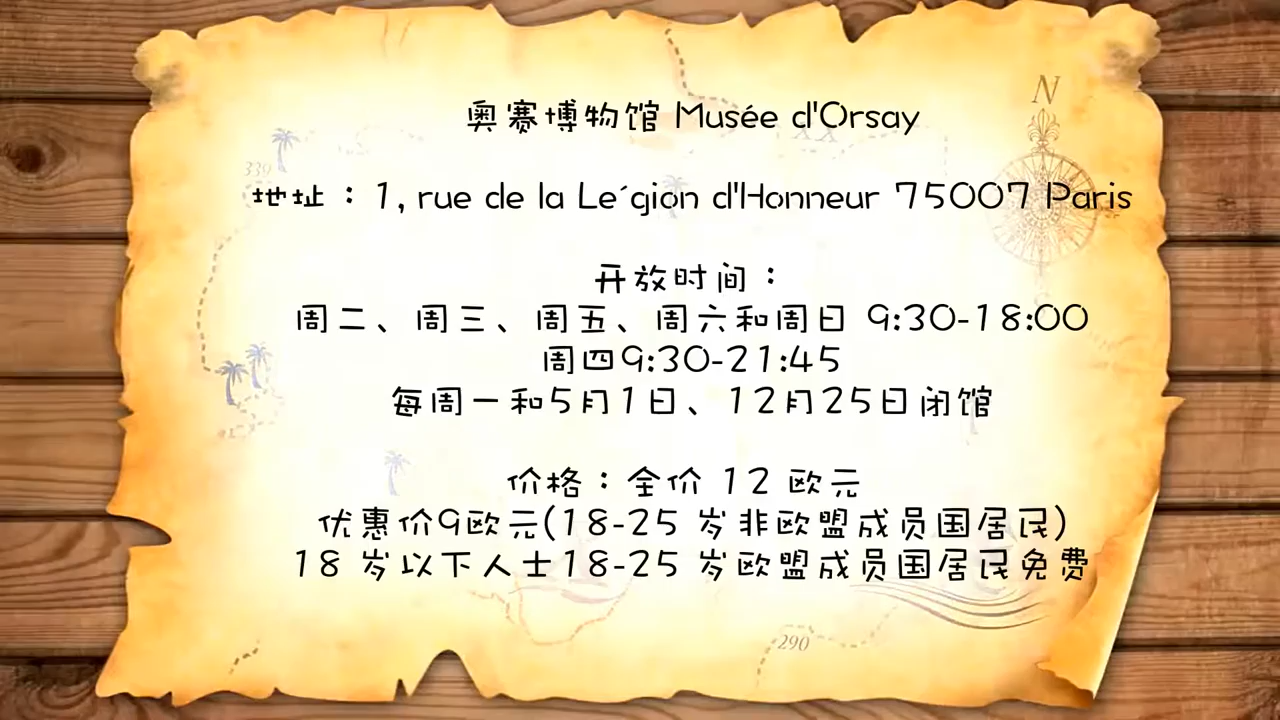 奥赛博物馆 Musée d'Orsay
地址：1, rue de la Le´gion d'Honneur 75007 Paris
开放时间：
周二、周三、周五、周六和周日 9:30-18:00
周四9:30-21:45
每周一和5月1日、12月25日闭馆
价格：全价 12 欧元
优惠价9欧元(18-25 岁非欧盟成员国居民)
18 岁以下人士18-25 岁欧盟成员国居民免费
N
339
290